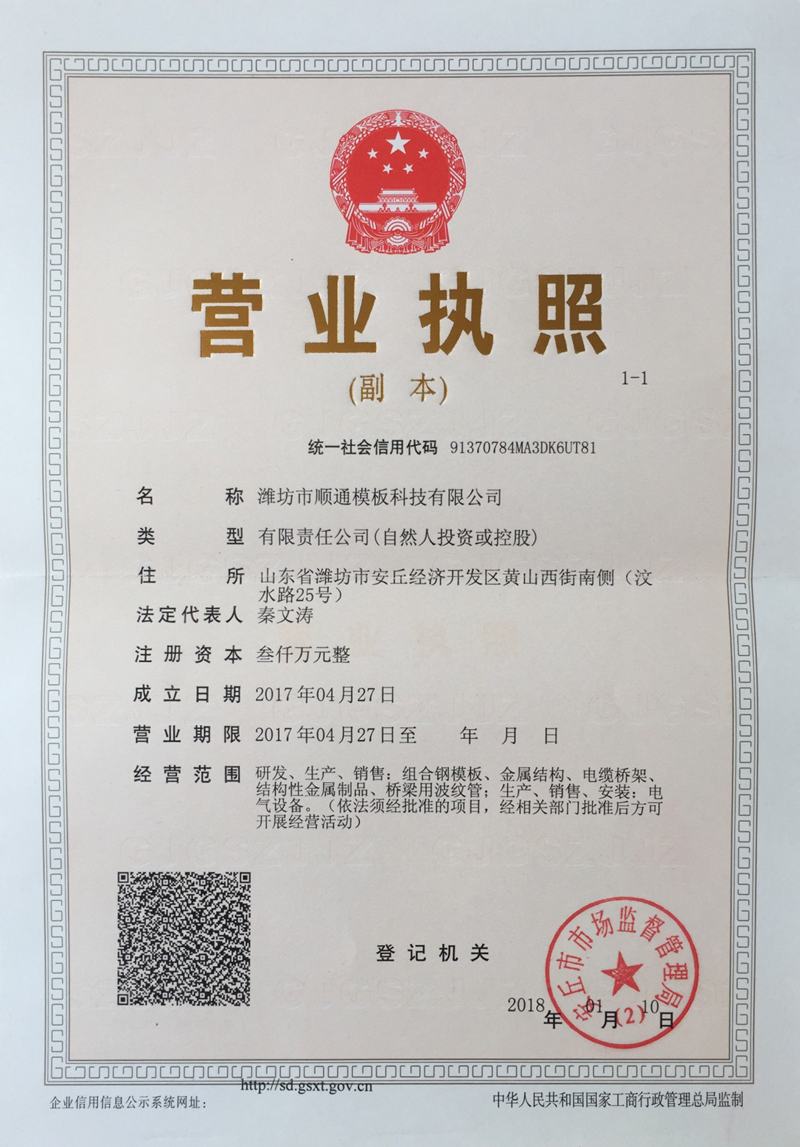 营业执照
(副 本)
1-1
统一社会信用代码 91370784MA3DK6UT81
名 称 潍坊市顺通模板科技有限公司
类 型 有限责任公司(自然人投资或控股)
住 所 山东省潍坊市安丘经济开发区黄山西街南侧（汶
水路25号）
法定代表人 秦文涛
注册资本 叁仟万元整
成立日期 2017年04月27日
营业期限 2017年04月27日至 年 月 日
经营范围 研发、生产、销售：组合钢模板、金属结构、电缆桥架、
结构性金属制品、桥梁用波纹管；生产、销售、安装：电
气设备。（依法须经批准的项目，经相关部门批准后方可
开展经营活动）
登记机关
安丘市市场监督管理局
(2)
2018年01月10日
http://sd.gsxt.gov.cn
企业信用信息公示系统网址：
中华人民共和国国家工商行政管理总局监制